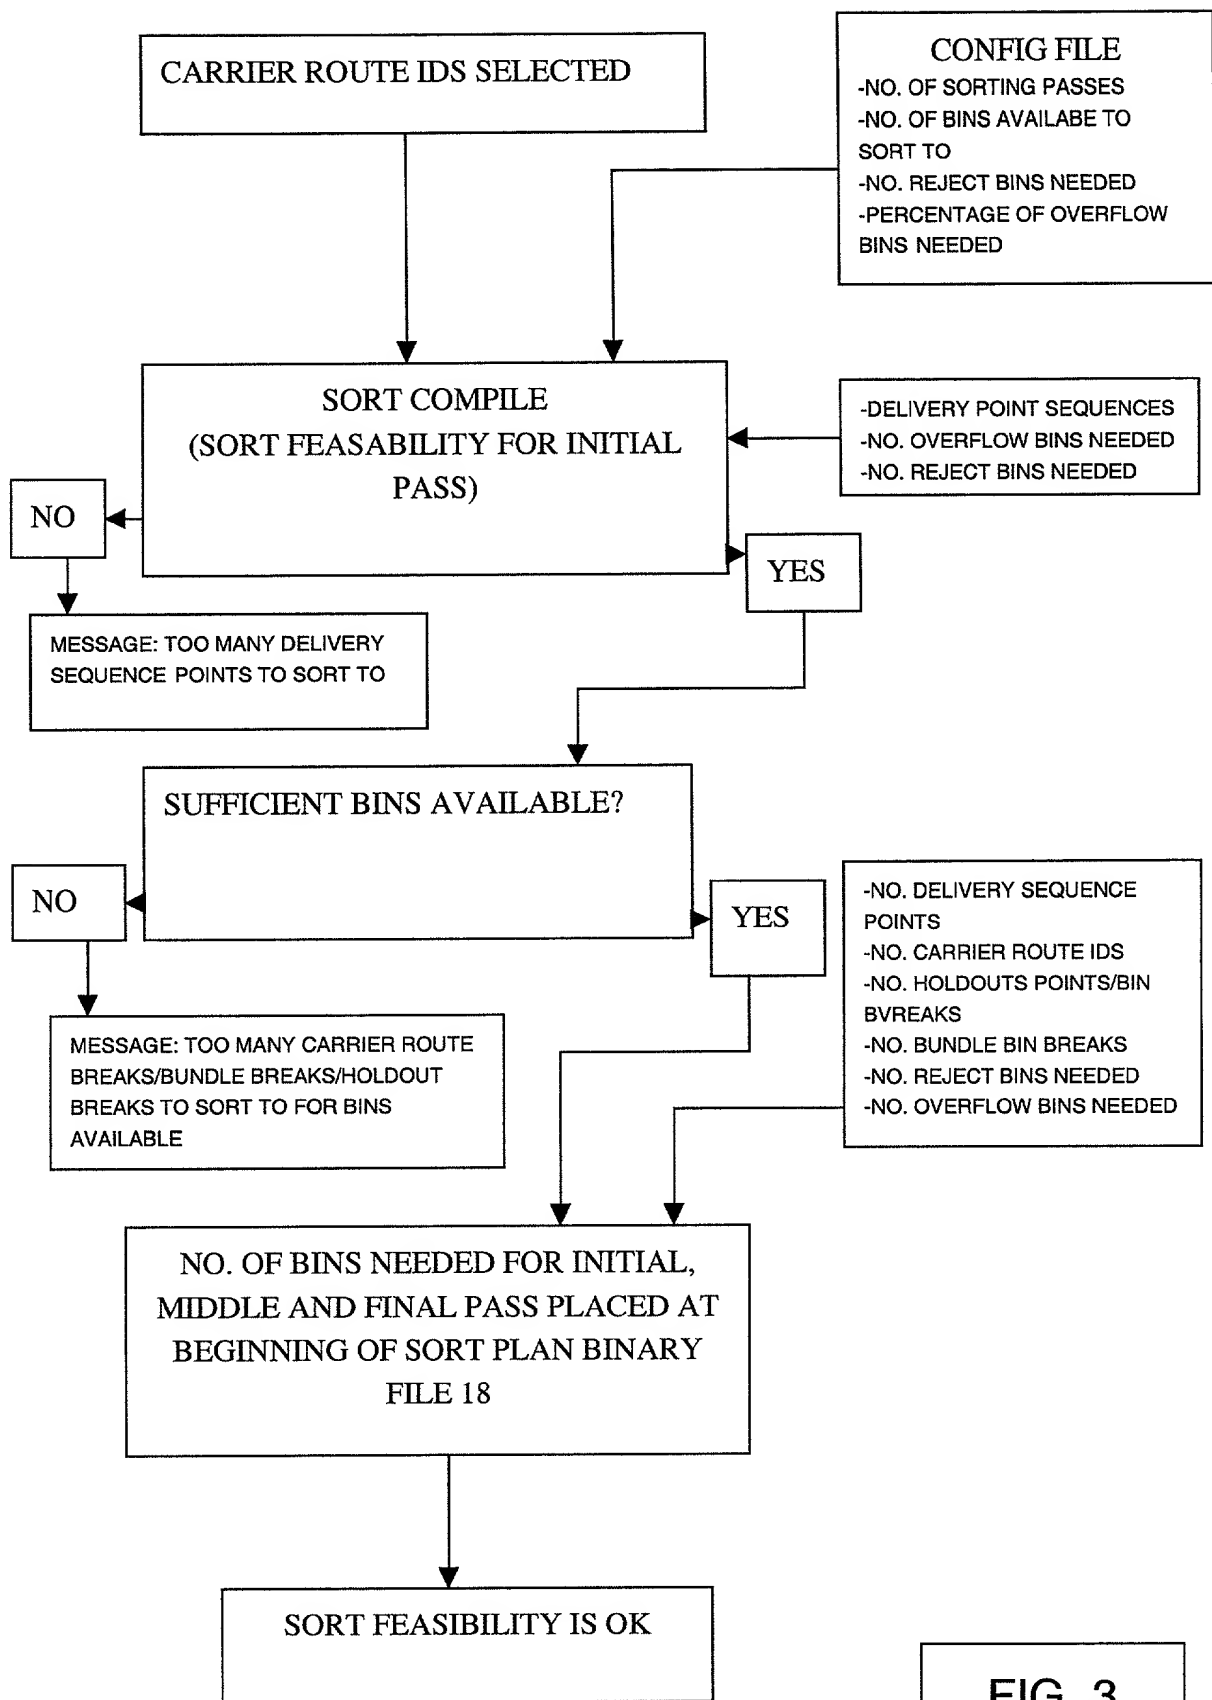 CARRIER ROUTE IDS SELECTED
CONFIG FILE
-NO. OF SORTING PASSES
-NO. OF BINS AVAILABE TO
SORT TO
-NO. REJECT BINS NEEDED
-PERCENTAGE OF OVERFLOW
BINS NEEDED
SORT COMPILE
(SORT FEASABILITY FOR INITIAL
PASS)
-DELIVERY POINT SEQUENCES
-NO. OVERFLOW BINS NEEDED
-NO. REJECT BINS NEEDED
NO
YES
MESSAGE: TOO MANY DELIVERY
SEQUENCE POINTS TO SORT TO
SUFFICIENT BINS AVAILABLE?
NO
YES
-NO. DELIVERY SEQUENCE
POINTS
-NO. CARRIER ROUTE IDS
-NO. HOLDOUTS POINTS/BIN
BVREAKS
-NO. BUNDLE BIN BREAKS
-NO. REJECT BINS NEEDED
-NO. OVERFLOW BINS NEEDED
MESSAGE: TOO MANY CARRIER ROUTE
BREAKS/BUNDLE BREAKS/HOLDOUT
BREAKS TO SORT TO FOR BINS
AVAILABLE
NO. OF BINS NEEDED FOR INITIAL,
MIDDLE AND FINAL PASS PLACED AT
BEGINNING OF SORT PLAN BINARY
FILE 18
SORT FEASIBILITY IS OK
FIG. 3